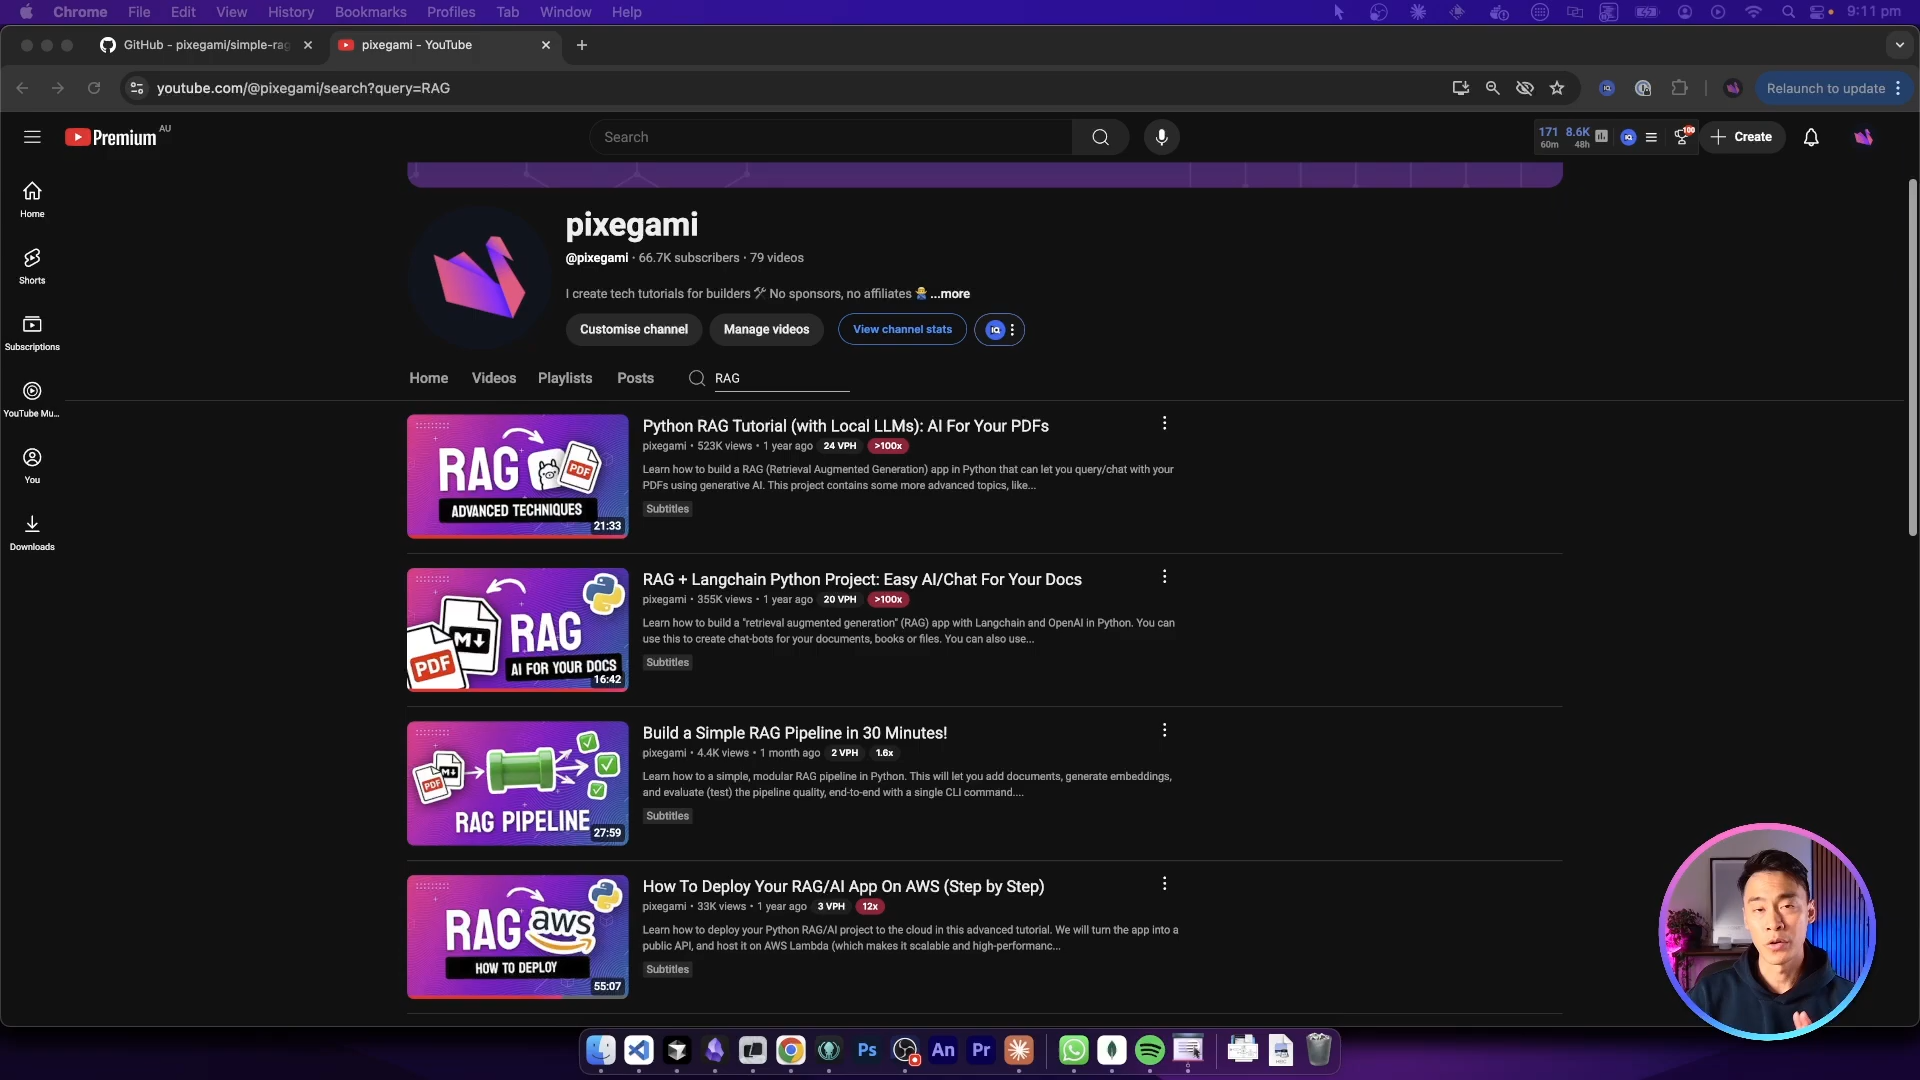 Chrome File Edit View History Bookmarks Profiles Tab Window Help 9:11 pm
GitHub - pixegami/simple-rag pixegami - YouTube
youtube.com/@pixegami/search?query=RAG Relaunch to update
Premium AU Search 171 60m 8.6K 48h 100 Create
Home
Shorts
Subscriptions
YouTube Mu...
You
Downloads
pixegami
@pixegami • 66.7K subscribers • 79 videos
I create tech tutorials for builders 🛠 No sponsors, no affiliates ...more
Customise channel Manage videos View channel stats IQ
Home Videos Playlists Posts RAG
RAG PDF
ADVANCED TECHNIQUES
21:33
Python RAG Tutorial (with Local LLMs): AI For Your PDFs
pixegami • 523K views • 1 year ago 24 VPH >100x
Learn how to build a RAG (Retrieval Augmented Generation) app in Python that can let you query/chat with your
PDFs using generative AI. This project contains some more advanced topics, like...
Subtitles
PDF M↓ RAG
AI FOR YOUR DOCS
16:42
RAG + Langchain Python Project: Easy AI/Chat For Your Docs
pixegami • 355K views • 1 year ago 20 VPH >100x
Learn how to build a "retrieval augmented generation" (RAG) app with Langchain and OpenAI in Python. You can
use this to create chat-bots for your documents, books or files. You can also use...
Subtitles
PDF M↓
RAG PIPELINE
27:59
Build a Simple RAG Pipeline in 30 Minutes!
pixegami • 4.4K views • 1 month ago 2 VPH 1.6x
Learn how to a simple, modular RAG pipeline in Python. This will let you add documents, generate embeddings,
and evaluate (test) the pipeline quality, end-to-end with a single CLI command....
Subtitles
RAG aws
HOW TO DEPLOY
55:07
How To Deploy Your RAG/AI App On AWS (Step by Step)
pixegami • 33K views • 1 year ago 3 VPH 12x
Learn how to deploy your Python RAG/AI project to the cloud in this advanced tutorial. We will turn the app into a
public API, and host it on AWS Lambda (which makes it scalable and high-performanc...
Subtitles
Ps An Pr